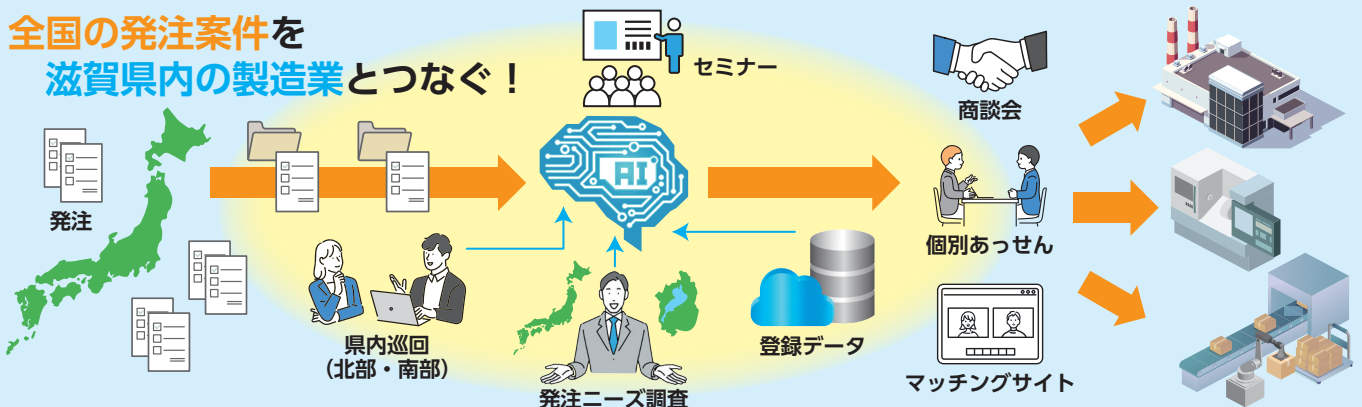 全国の発注案件を
滋賀県内の製造業とつなぐ！
発注
セミナー
AI
県内巡回
（北部・南部）
発注ニーズ調査
登録データ
商談会
個別あっせん
マッチングサイト